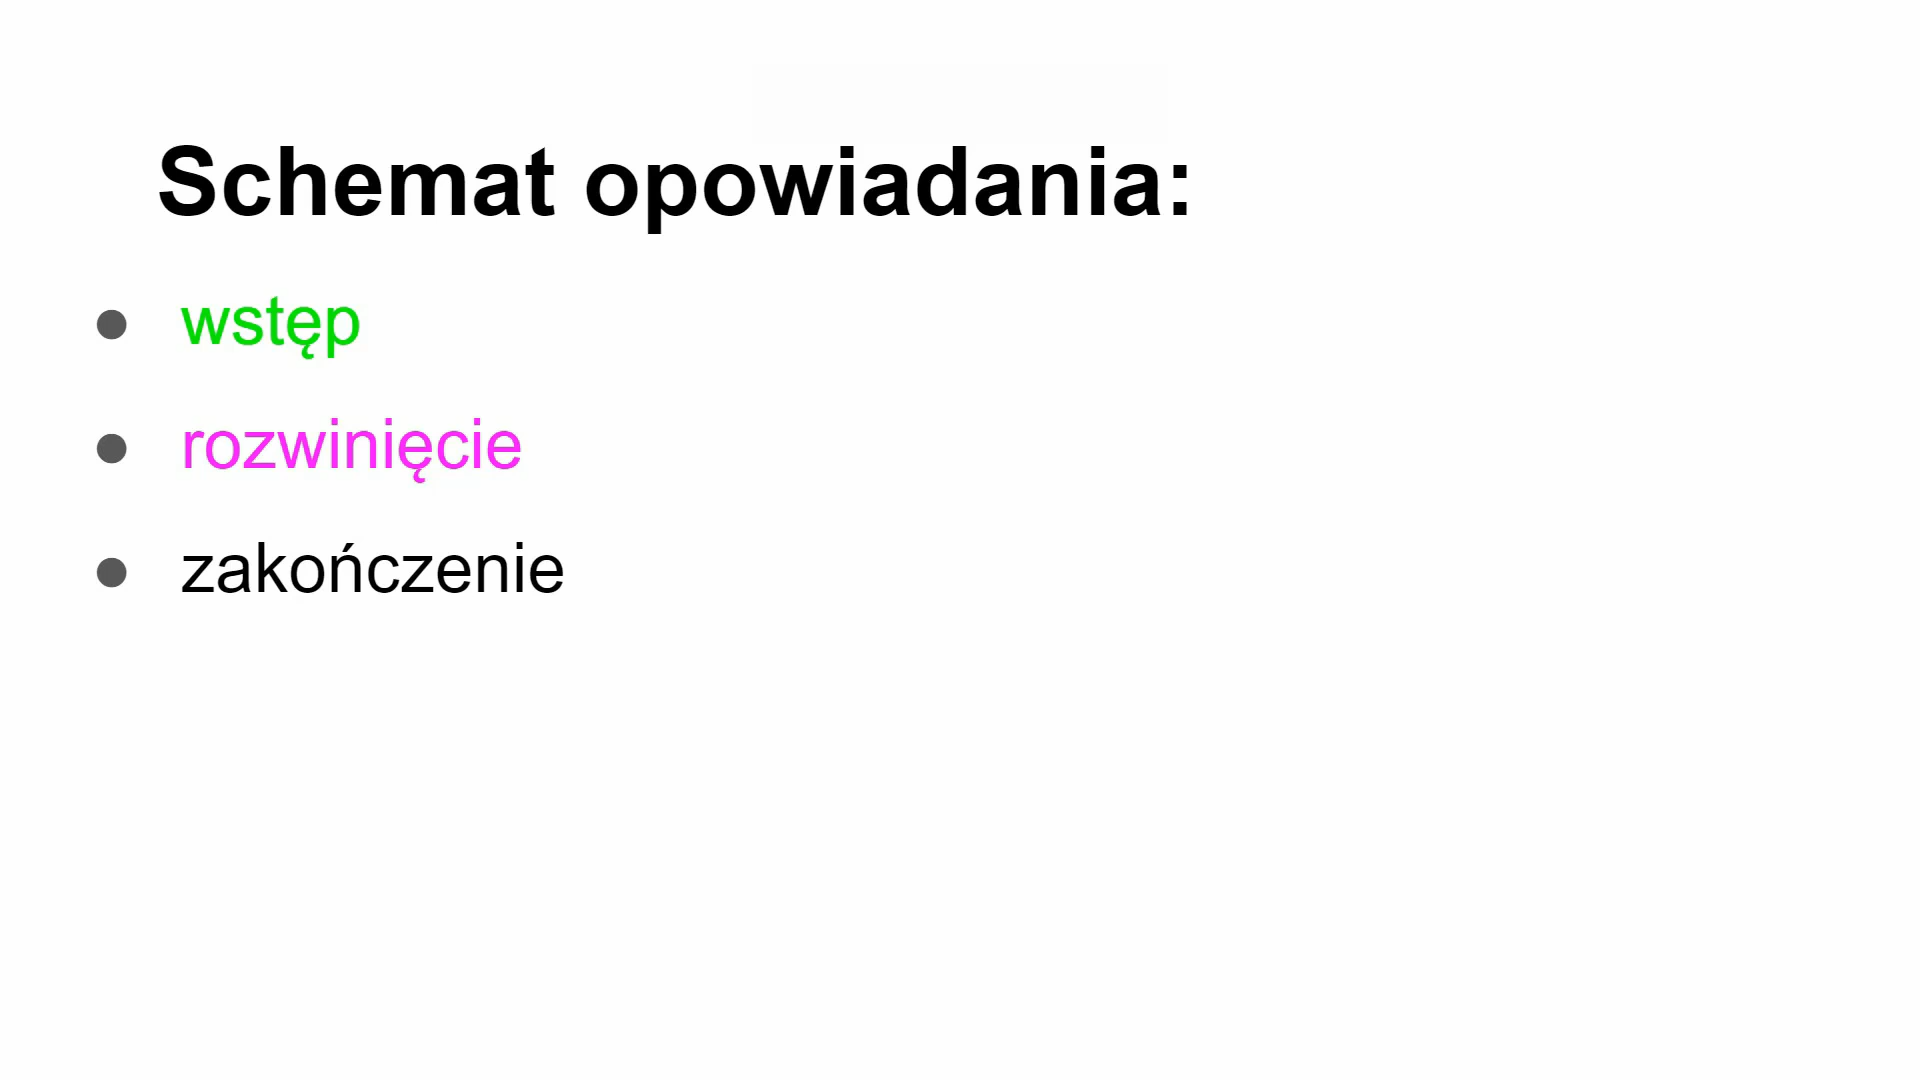 Schemat opowiadania:
● wstęp
● rozwinięcie
● zakończenie